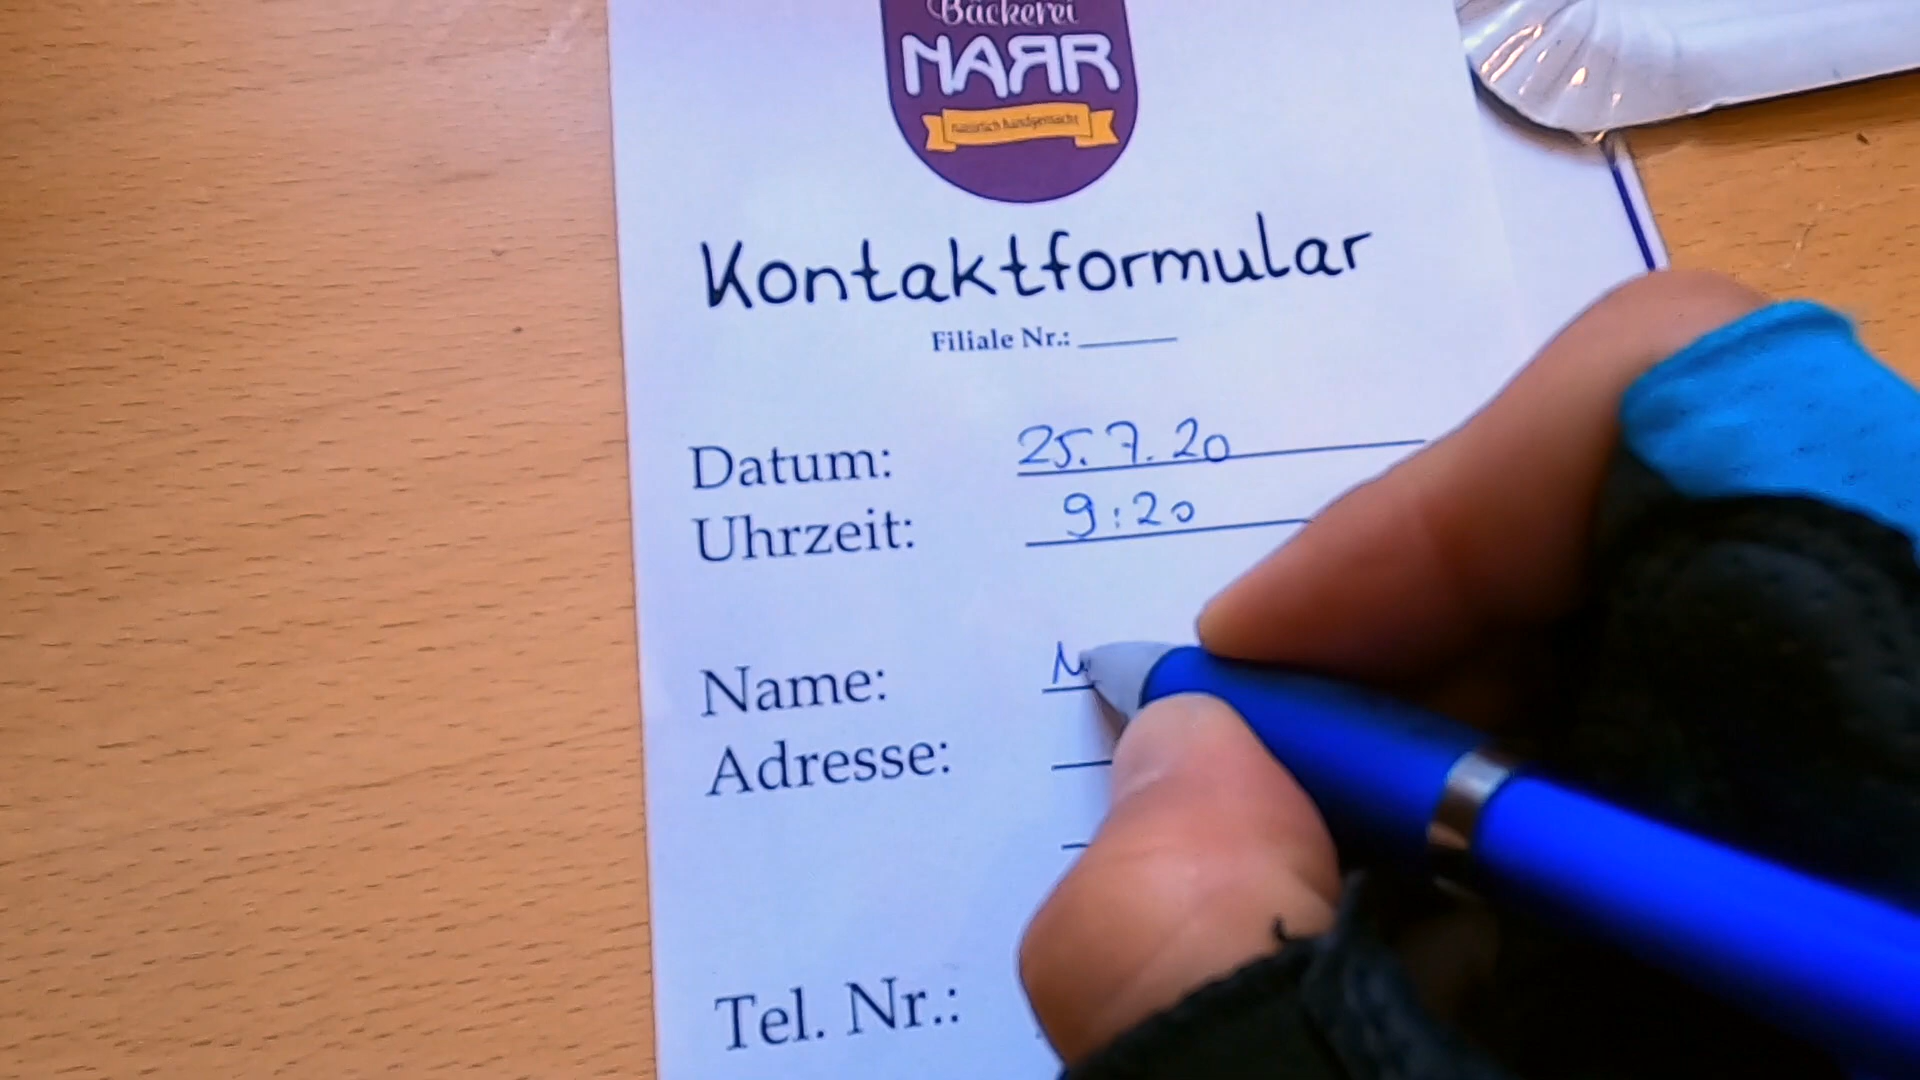 Bäckerei
NARR
natürlich handgemacht
Kontaktformular
Filiale Nr.:
Datum: 25.7.20
Uhrzeit: 9:20
Name:
Adresse:
Tel. Nr.: